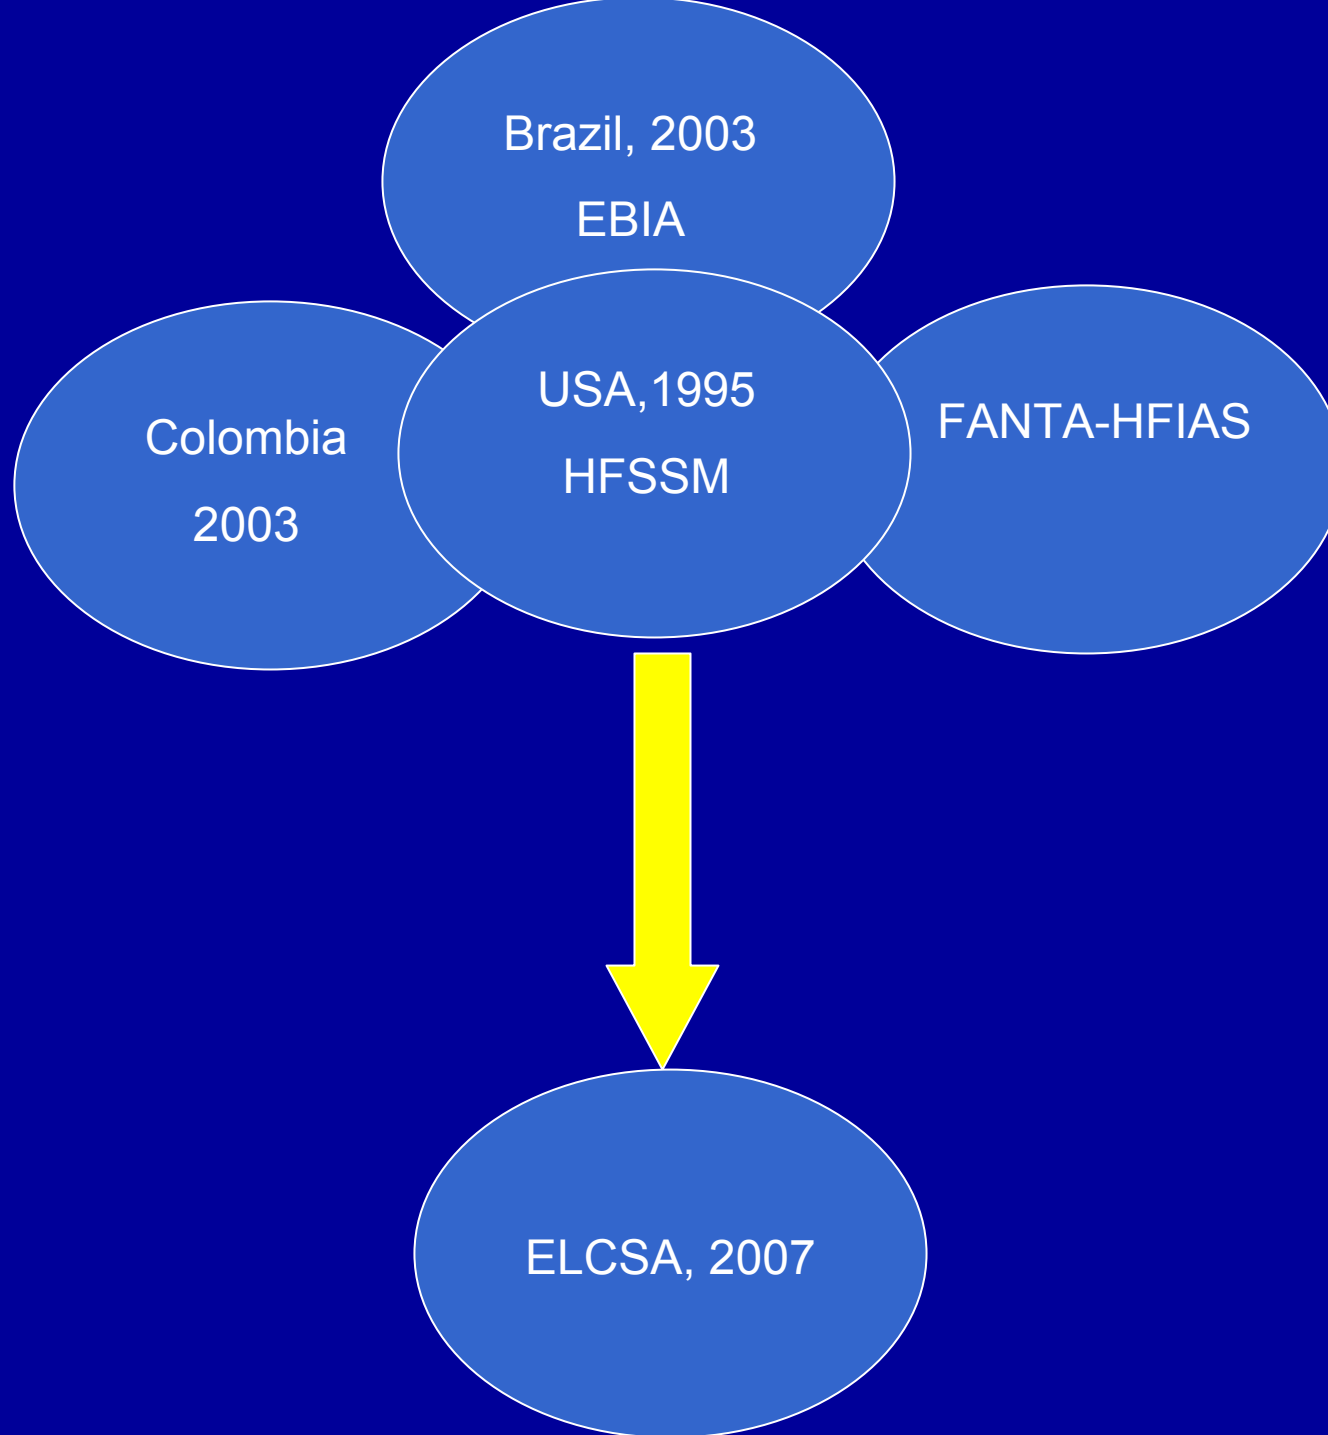 Brazil, 2003
EBIA
USA,1995
HFSSM
Colombia
2003
FANTA-HFIAS
ELCSA, 2007